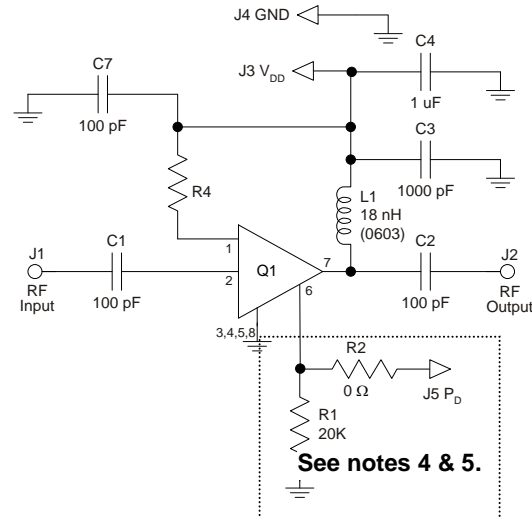 J4 GND
C4
J3 VDD
1 uF
C7
100 pF
C3
1000 pF
R4
L1
18 nH
(0603)
J1
RF
Input
C1
100 pF
1
2
Q1
7
6
3,4,5,8
C2
100 pF
J2
RF
Output
R2
0 Ω
J5 PD
R1
20K
See notes 4 & 5.